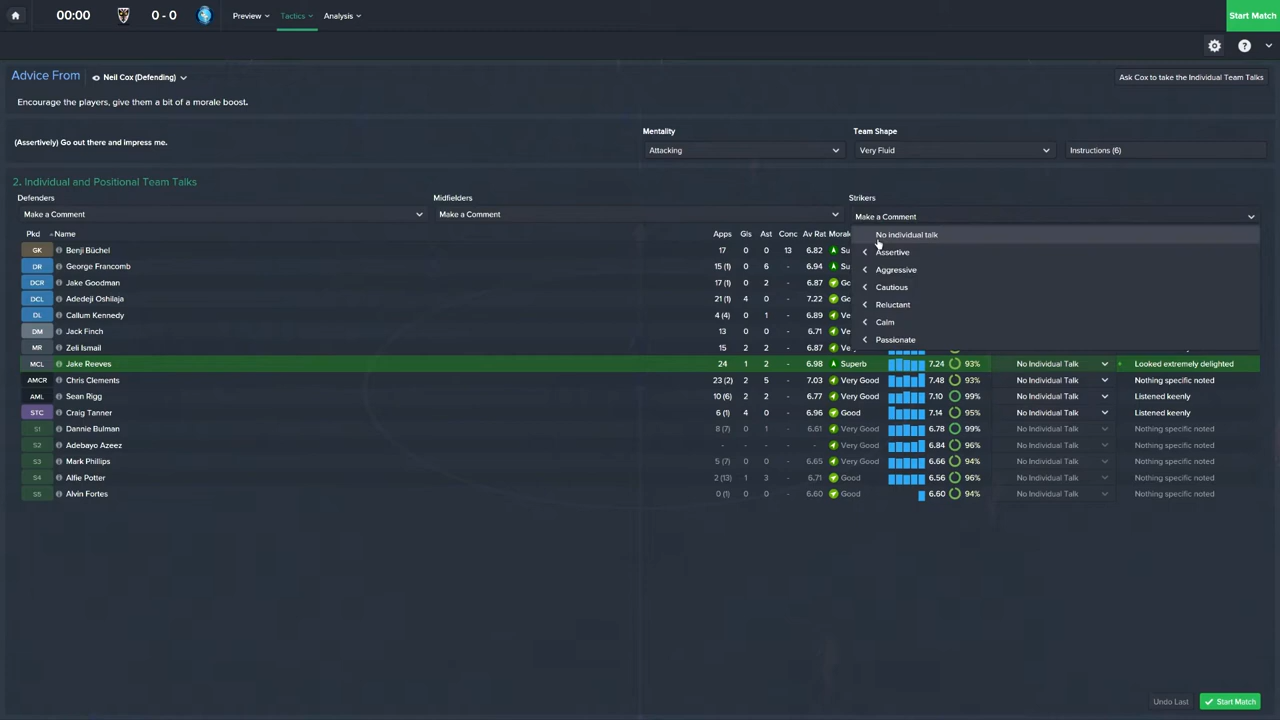 00:00 0 - 0 Preview Tactics Analysis Start Match
Advice From Neil Cox (Defending) Ask Cox to take the Individual Team Talks
Encourage the players, give them a bit of a morale boost.
Mentality Team Shape
(Assertively) Go out there and impress me.
Attacking Very Fluid Instructions (6)
2. Individual and Positional Team Talks
Defenders Midfielders Strikers
Make a Comment Make a Comment Make a Comment
Pkd Name Apps Gls Ast Conc Av Rat Morale No individual talk
GK Benji Büchel 17 0 0 13 6.82 Su Assertive
DR George Francomb 15 (1) 0 6 - 6.94 Su Aggressive
DCR Jake Goodman 17 (1) 0 2 - 6.87 Go Cautious
DCL Adedeji Oshilaja 21 (1) 4 0 - 7.22 Go Reluctant
DL Callum Kennedy 4 (4) 0 1 - 6.89 Ve Calm
DM Jack Finch 13 0 0 - 6.71 Ve Passionate
MR Zeli Ismail 15 2 2 - 6.87 Ve
MCL Jake Reeves 24 1 2 - 6.98 Superb 7.24 93% No Individual Talk Looked extremely delighted
AMCR Chris Clements 23 (2) 2 5 - 7.03 Very Good 7.48 93% No Individual Talk Nothing specific noted
AML Sean Rigg 10 (6) 2 2 - 6.77 Very Good 7.10 99% No Individual Talk Listened keenly
STC Craig Tanner 6 (1) 4 0 - 6.96 Good 7.14 95% No Individual Talk Listened keenly
S1 Dannie Bulman 8 (7) 0 1 - 6.61 Very Good 6.78 99% No Individual Talk Nothing specific noted
S2 Adebayo Azeez - - - - - Very Good 6.84 96% No Individual Talk Nothing specific noted
S3 Mark Phillips 5 (7) 0 0 - 6.65 Very Good 6.66 94% No Individual Talk Nothing specific noted
S4 Alfie Potter 2 (13) 1 3 - 6.71 Good 6.56 96% No Individual Talk Nothing specific noted
S5 Alvin Fortes 0 (1) 0 0 - 6.60 Good 6.60 94% No Individual Talk Nothing specific noted
Undo Last Start Match